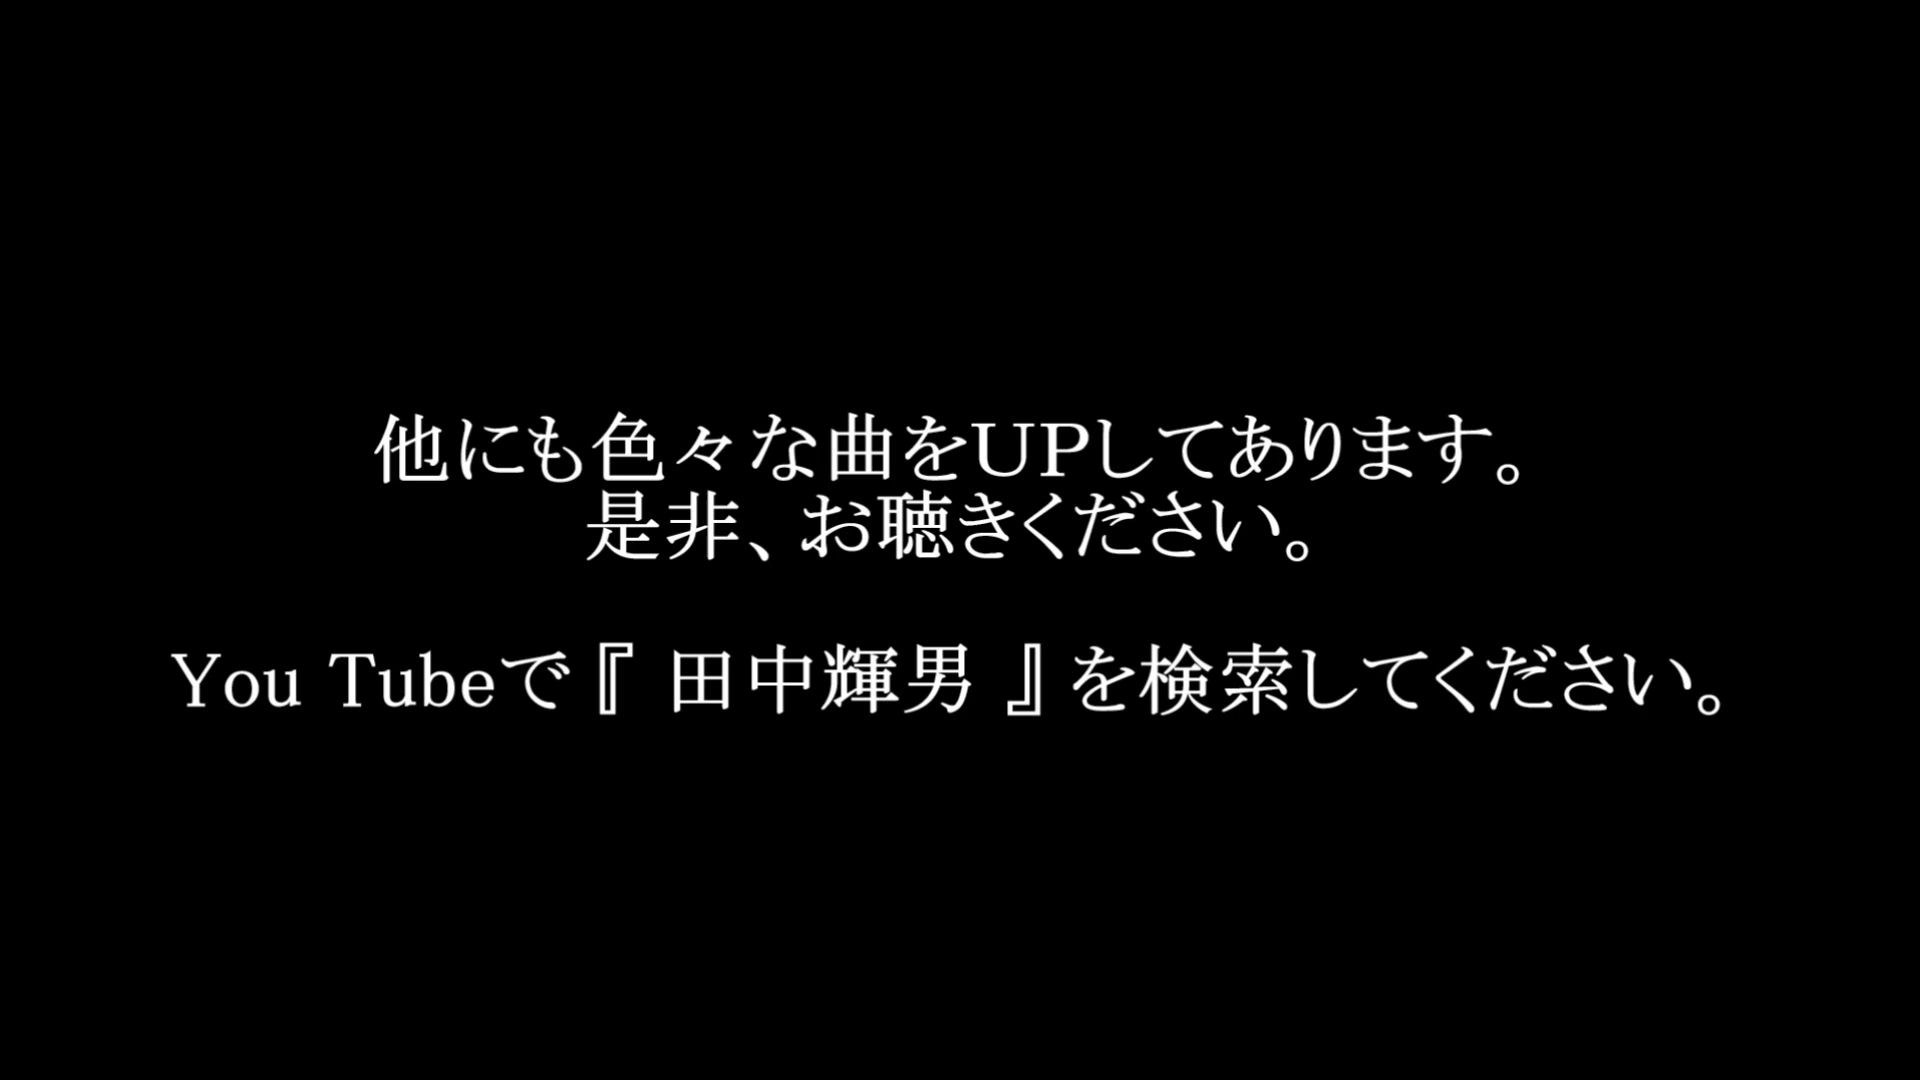 他にも色々な曲をUPしてあります。
是非、お聴きください。
You Tubeで『 田中輝男 』を検索してください。